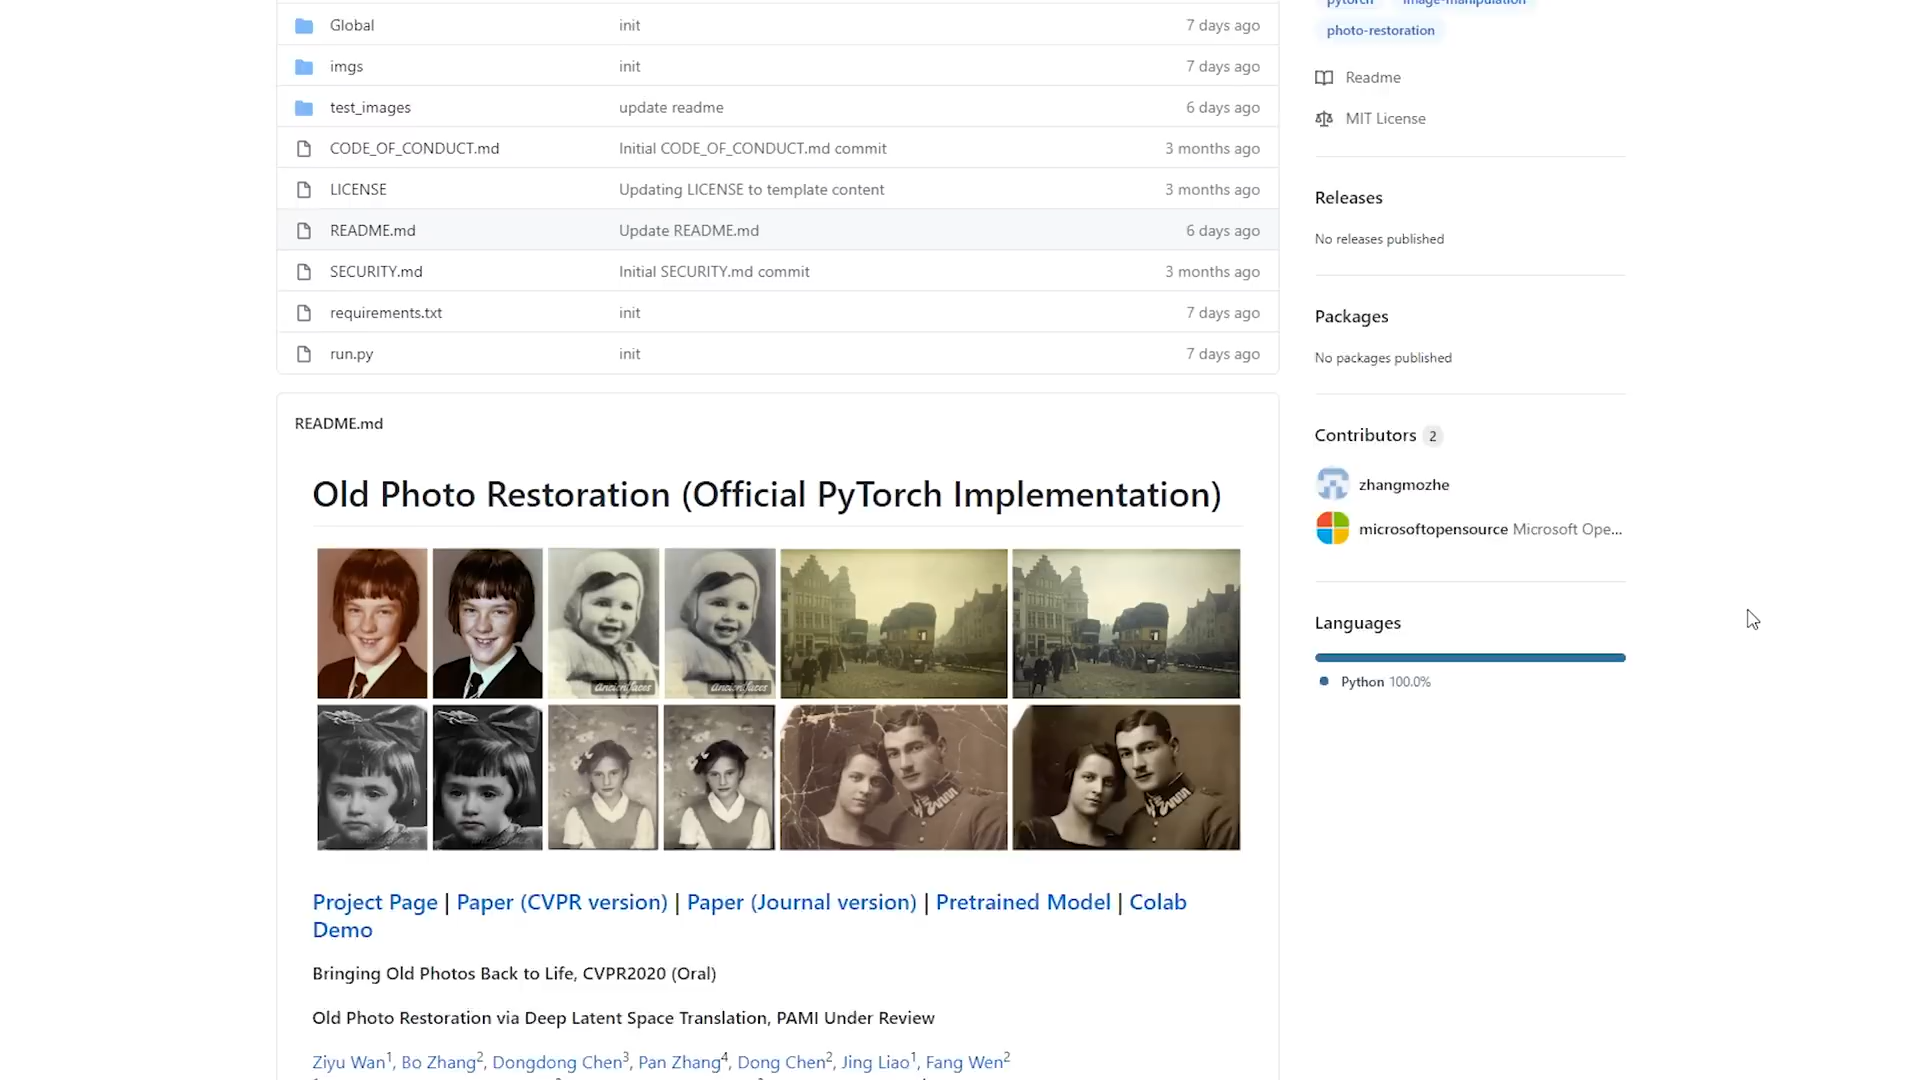 pytorch image-manipulation
photo-restoration
Global init 7 days ago
imgs init 7 days ago
test_images update readme 6 days ago
CODE_OF_CONDUCT.md Initial CODE_OF_CONDUCT.md commit 3 months ago
LICENSE Updating LICENSE to template content 3 months ago
README.md Update README.md 6 days ago
SECURITY.md Initial SECURITY.md commit 3 months ago
requirements.txt init 7 days ago
run.py init 7 days ago
README.md
Old Photo Restoration (Official PyTorch Implementation)
AncientFaces AncientFaces
Project Page | Paper (CVPR version) | Paper (Journal version) | Pretrained Model | Colab
Demo
Bringing Old Photos Back to Life, CVPR2020 (Oral)
Old Photo Restoration via Deep Latent Space Translation, PAMI Under Review
Ziyu Wan1, Bo Zhang2, Dongdong Chen3, Pan Zhang4, Dong Chen2, Jing Liao1, Fang Wen2
Readme
MIT License
Releases
No releases published
Packages
No packages published
Contributors 2
zhangmozhe
microsoftopensource Microsoft Ope...
Languages
Python 100.0%